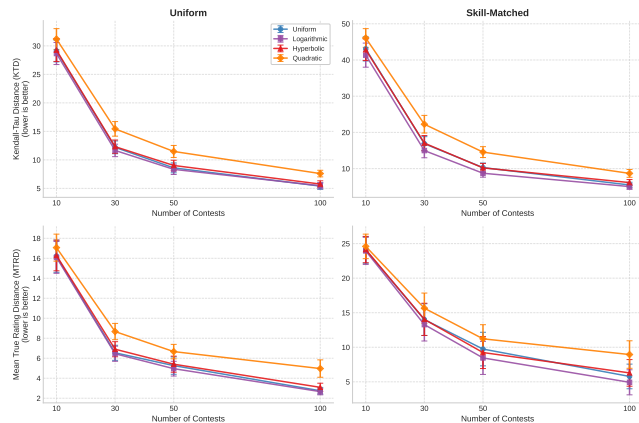 Uniform
Skill-Matched
Kendall-Tau Distance (KTD)
(lower is better)
30
25
20
15
10
5
Uniform
Logarithmic
Hyperbolic
Quadratic
10
30
50
100
Number of Contests
50
40
30
20
10
10
30
50
100
Number of Contests
Mean True Rating Distance (MTRD)
(lower is better)
18
16
14
12
10
8
6
4
2
10
30
50
100
Number of Contests
25
20
15
10
5
10
30
50
100
Number of Contests